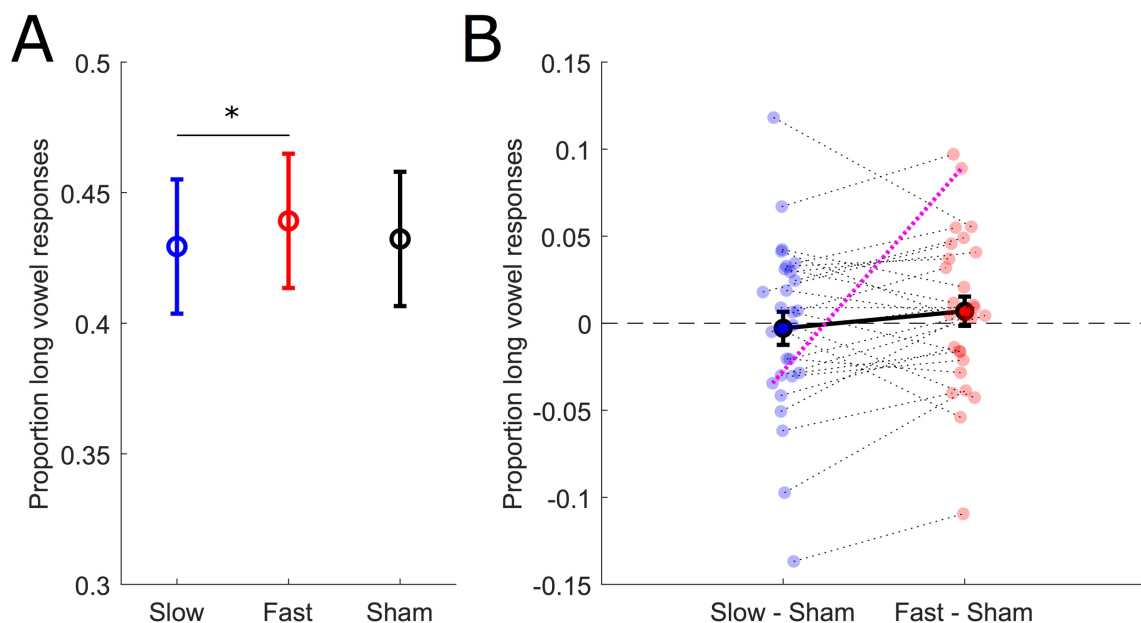 A
Proportion long vowel responses
0.5
0.45
0.4
0.35
0.3
*
Slow Fast Sham
B
Proportion long vowel responses
0.15
0.1
0.05
0
-0.05
-0.1
-0.15
Slow - Sham Fast - Sham